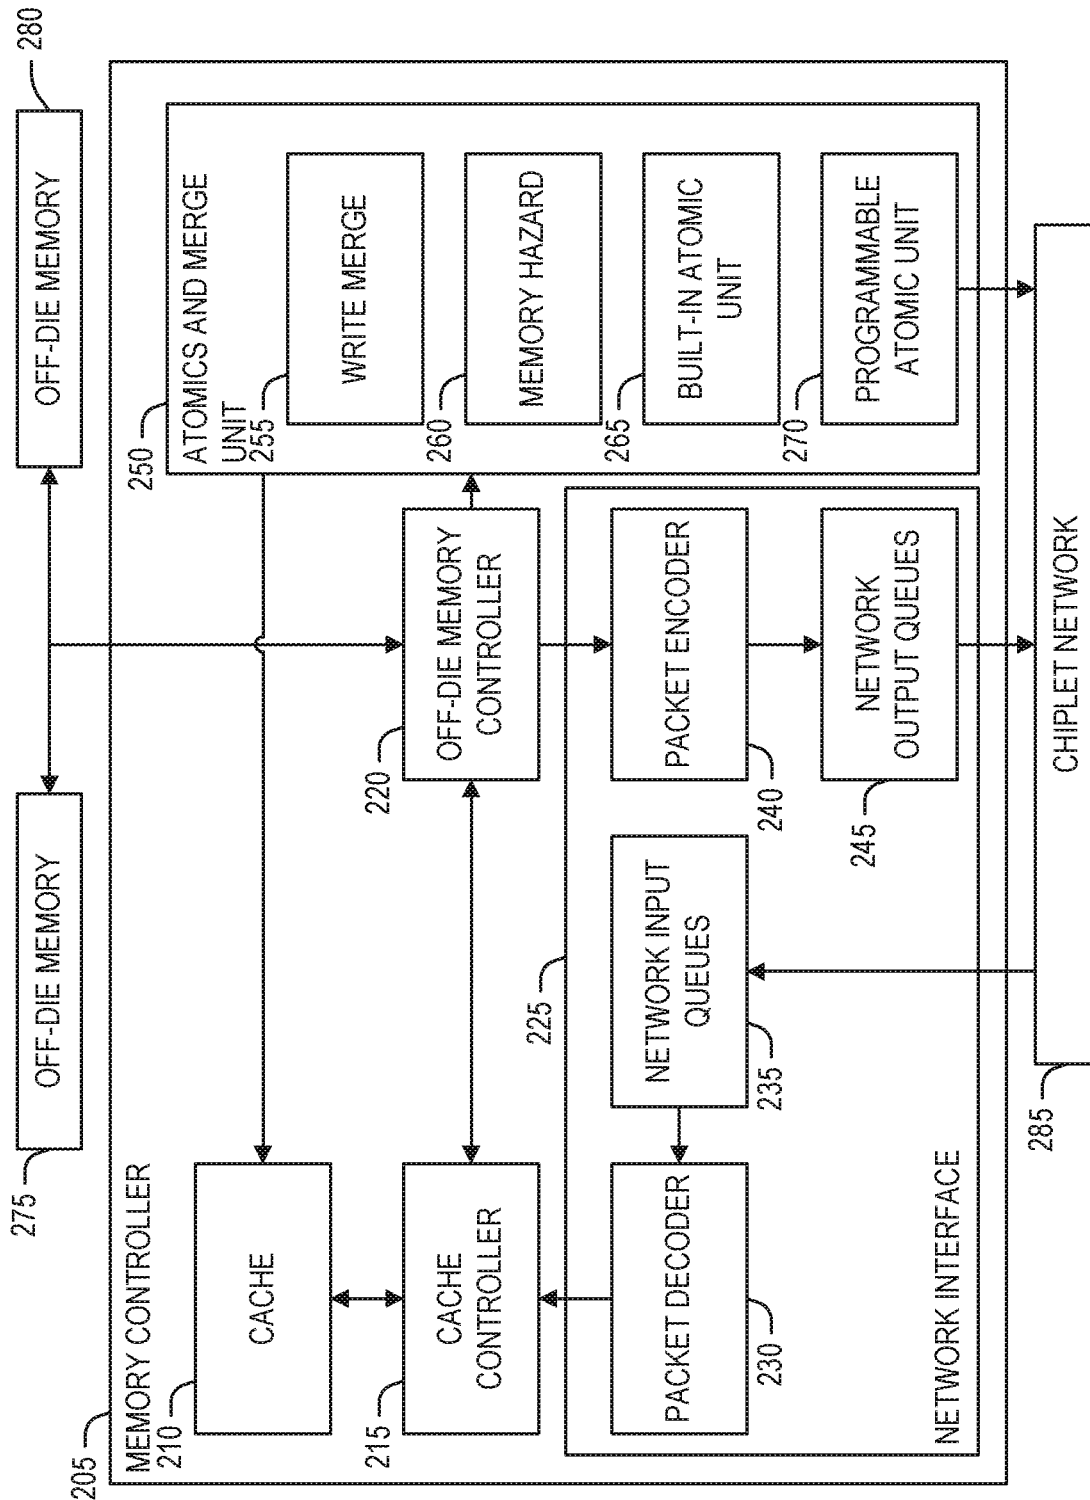 275
OFF-DIE MEMORY
OFF-DIE MEMORY
280
205
MEMORY CONTROLLER
210
CACHE
215
CACHE
CONTROLLER
220
OFF-DIE MEMORY
CONTROLLER
250
ATOMICS AND MERGE
UNIT
255
WRITE MERGE
260
MEMORY HAZARD
265
BUILT-IN ATOMIC
UNIT
270
PROGRAMMABLE
ATOMIC UNIT
225
PACKET DECODER
230
NETWORK INPUT
QUEUES
235
PACKET ENCODER
240
NETWORK
OUTPUT QUEUES
245
NETWORK INTERFACE
285
CHIPLET NETWORK